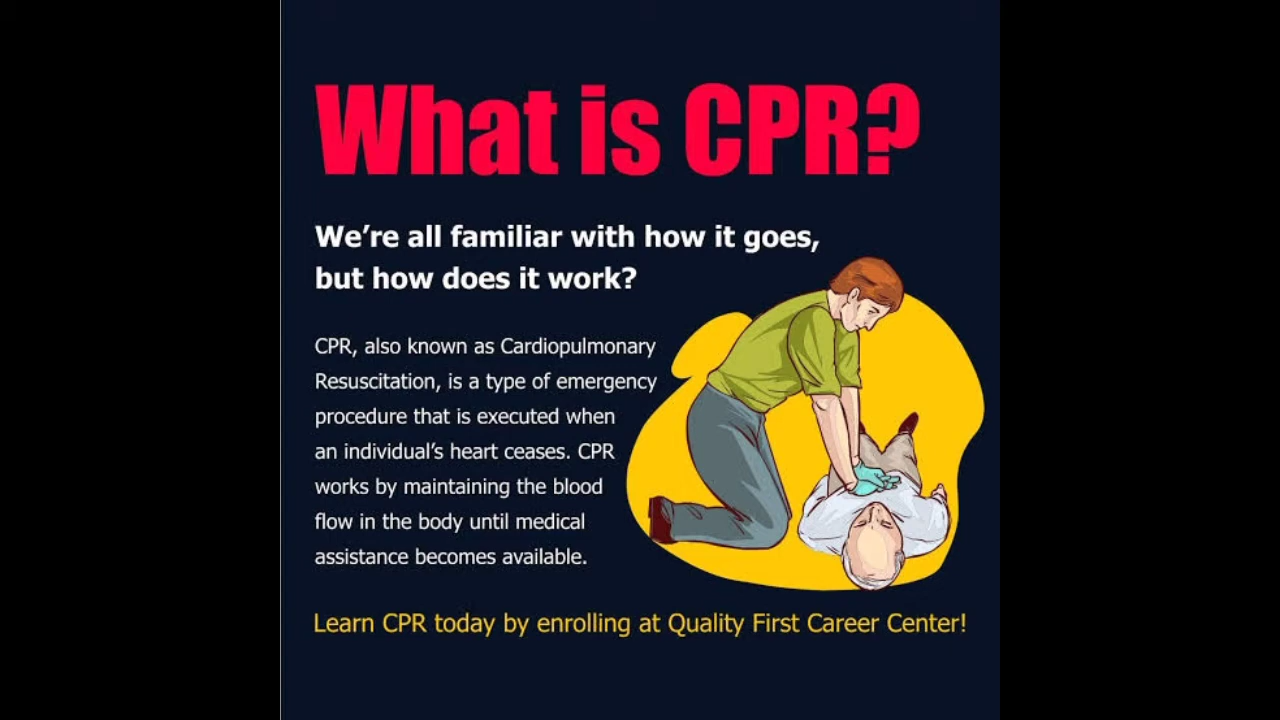 What is CPR?
We’re all familiar with how it goes,
but how does it work?
CPR, also known as Cardiopulmonary
Resuscitation, is a type of emergency
procedure that is executed when
an individual’s heart ceases. CPR
works by maintaining the blood
flow in the body until medical
assistance becomes available.
Learn CPR today by enrolling at Quality First Career Center!